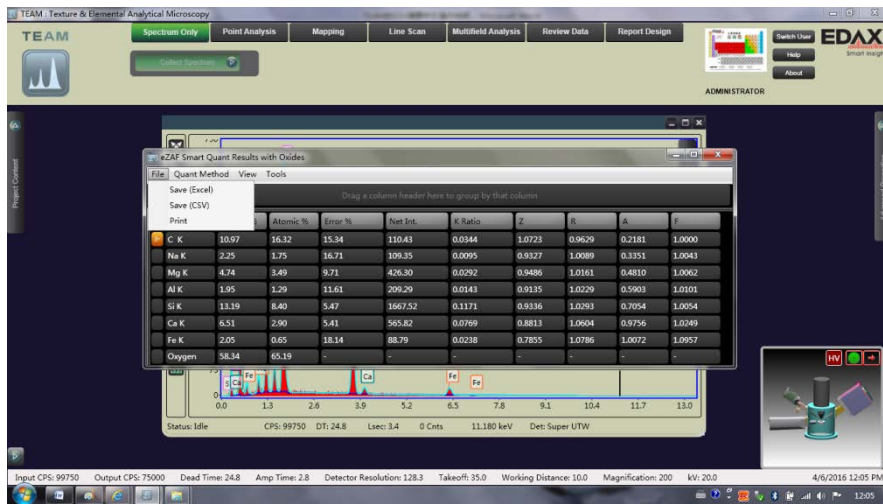 TEAM : Texture & Elemental Analytical Microscopy
TEAM
Spectrum Only
Point Analysis
Mapping
Line Scan
Multifield Analysis
Review Data
Report Design
Collect Spectrum
Switch User
Help
About
EDAX
Smart Insight
ADMINISTRATOR
Project Content
eZAF Smart Quant Results with Oxides
File Quant Method View Tools
Save (Excel)
Save (CSV)
Print
Drag a column header here to group by that column
Atomic % Error % Net Int. K Ratio Z R A F
C K 10.97 16.32 15.34 110.43 0.0344 1.0723 0.9629 0.2181 1.0000
Na K 2.25 1.75 16.71 109.35 0.0095 0.9327 1.0089 0.3351 1.0043
Mg K 4.74 3.49 9.71 426.30 0.0292 0.9486 1.0161 0.4810 1.0062
Al K 1.95 1.29 11.61 209.29 0.0143 0.9135 1.0229 0.5903 1.0101
Si K 13.19 8.40 5.47 1667.52 0.1171 0.9336 1.0293 0.7054 1.0054
Ca K 6.51 2.90 5.41 565.82 0.0769 0.8813 1.0604 0.9756 1.0249
Fe K 2.05 0.65 18.14 88.79 0.0238 0.7855 1.0786 1.0072 1.0957
Oxygen 58.34 65.19 - - - - - - -
HV
Ca Fe Ca Fe Fe
0.0 1.3 2.6 3.9 5.2 6.5 7.8 9.1 10.4 11.7 13.0
Status: Idle CPS: 99750 DT: 24.8 Lsec: 3.4 0 Cnts 11.180 keV Det: Super UTW
Input CPS: 99750 Output CPS: 75000 Dead Time: 24.8 Amp Time: 2.8 Detector Resolution: 128.3 Takeoff: 35.0 Working Distance: 10.0 Magnification: 200 kV: 20.0 4/6/2016 12:05 PM
12:05